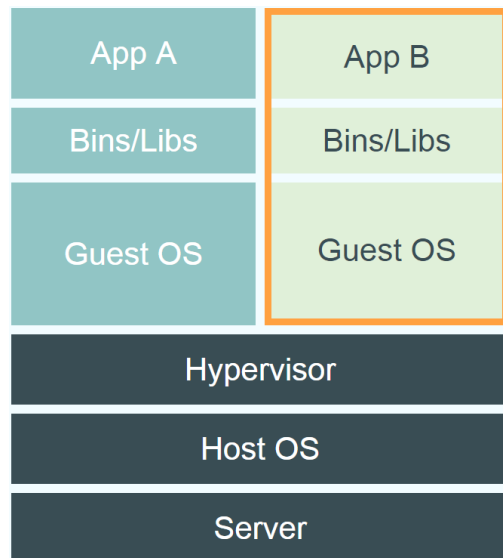 App A
App B
Bins/Libs
Bins/Libs
Guest OS
Guest OS
Hypervisor
Host OS
Server